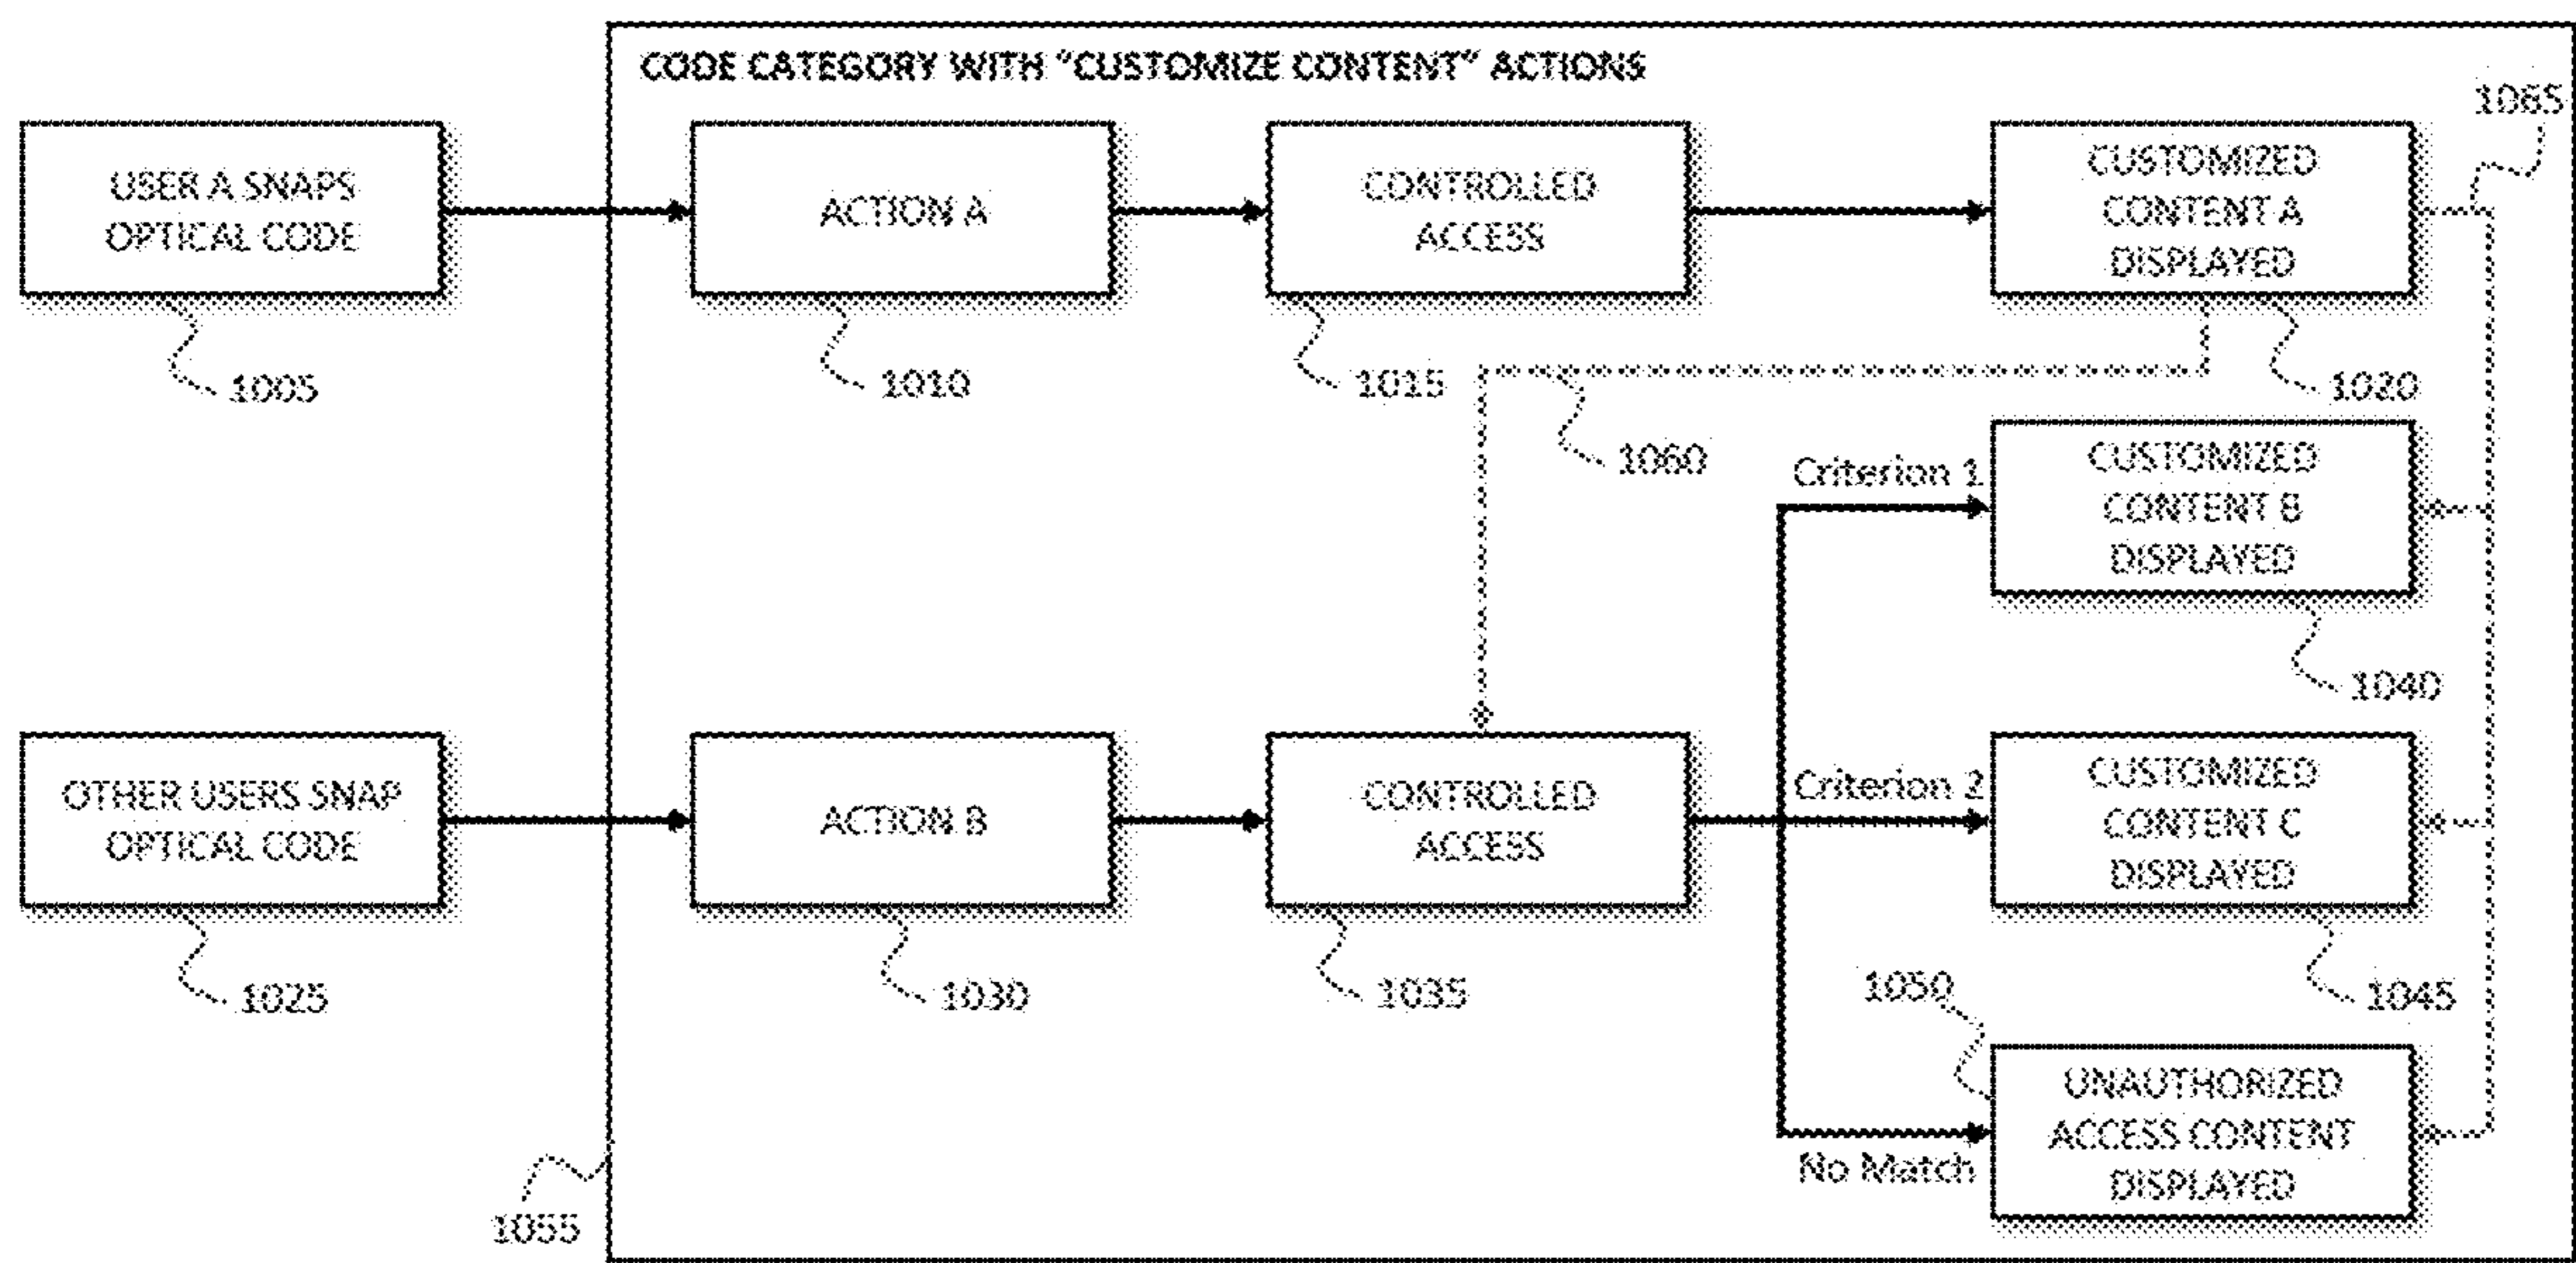 CODE CATEGORY WITH "CUSTOMIZE CONTENT" ACTIONS
1065
USER A SNAPS
OPTICAL CODE
ACTION A
CONTROLLED
ACCESS
CUSTOMIZED
CONTENT A
DISPLAYED
1005
1010
1015
1020
1060
Criterion 1
CUSTOMIZED
CONTENT B
DISPLAYED
1040
OTHER USERS SNAP
OPTICAL CODE
ACTION B
CONTROLLED
ACCESS
Criterion 2
CUSTOMIZED
CONTENT C
DISPLAYED
1025
1030
1035
1045
1050
UNAUTHORIZED
ACCESS CONTENT
DISPLAYED
No Match
1055